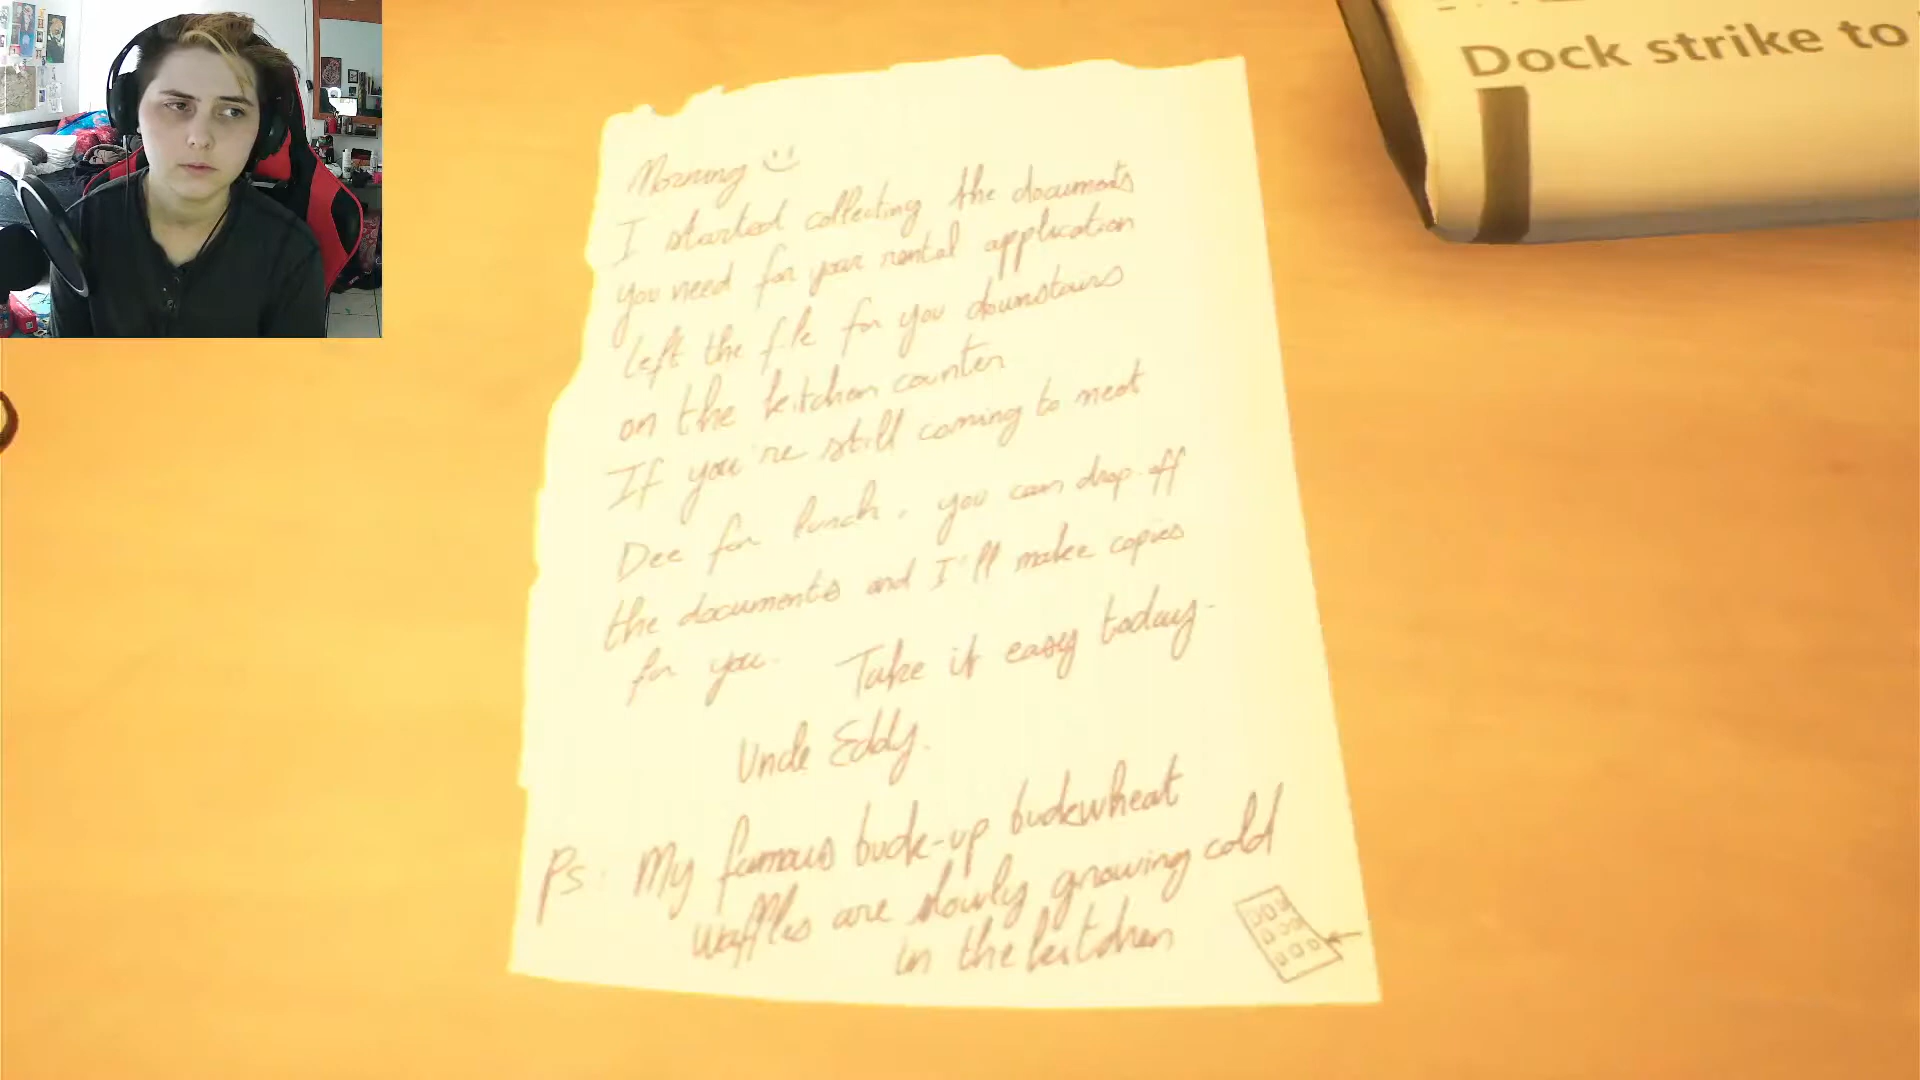 Dock strike to
Morning
I started collecting the documents
you need for your rental application
left the file for you downstairs
on the kitchen counter
If you're still coming to meet
Dee for lunch, you can drop-off
the documents and I'll make copies
for you. Take it easy today.
Uncle Eddy.
Ps: My famous buck-up buckwheat
waffles are slowly growing cold
in the kitchen